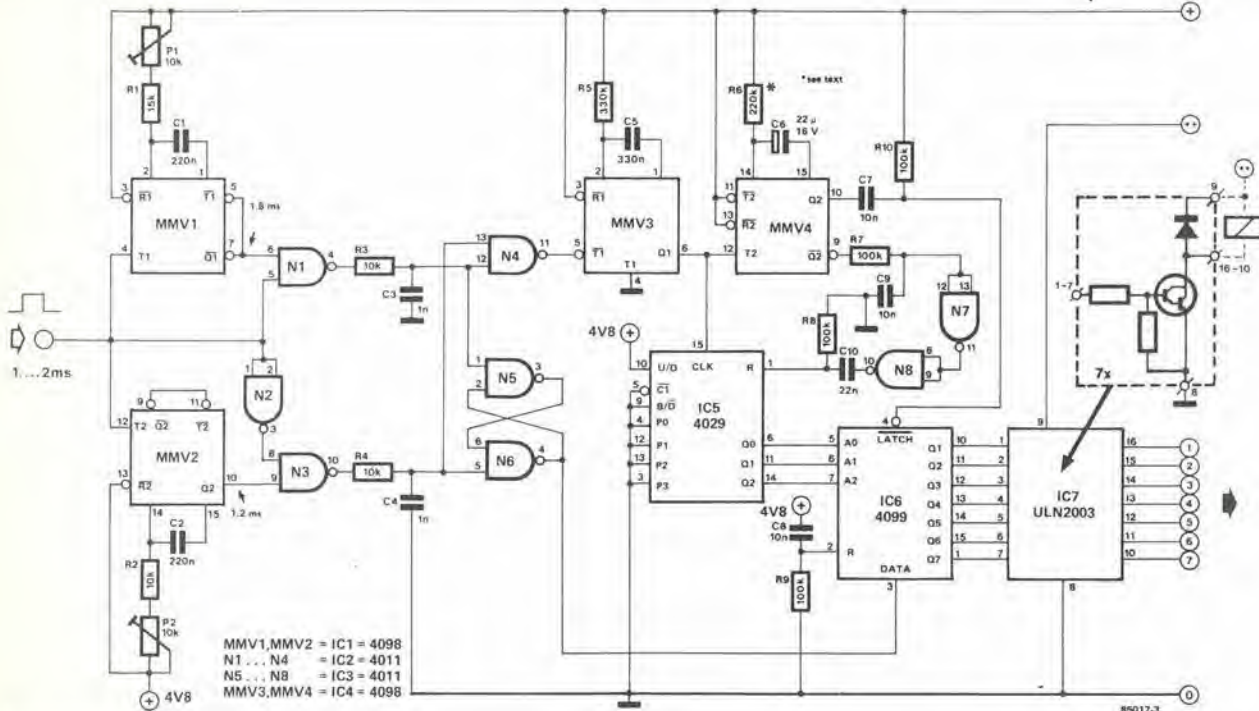 P1
10k
R1
15k
C1
220n
2
1
3
R1
T1
5
MMV1
7
Q1
4
T1
1.8 ms
1....2ms
6
N1
4
5
R3
10k
C3
1n
1
2
N2
3
9
11
12
T2
Q2
T2
MMV2
13
R2
Q2
10
14
15
1.2 ms
C2
220n
R2
10k
P2
10k
4V8
8
N3
10
9
R4
10k
C4
1n
13
N4
11
12
1
N5
3
2
6
N6
4
5
R5
330k
C5
330n
2
1
3
R1
5
T1
MMV3
Q1
6
T1
4
R6
220k
*
* see text
C6
22 µ
16 V
14
15
11
T2
Q2
10
13
R2
MMV4
12
T2
Q2
9
C7
10n
R10
100k
R7
100k
C9
10n
R8
100k
12
13
N7
11
C10
22n
10
N8
8
9
4V8
15
10
U/D
CLK
R
1
5
C1
9
B/D
4
P0
12
P1
13
P2
3
P3
IC5
4029
Q0
6
Q1
11
Q2
14
4
LATCH
5
A0
6
A1
7
A2
IC6
4099
Q1
10
1
Q2
11
2
Q3
12
3
Q4
13
4
Q5
14
5
Q6
15
6
Q7
1
7
2
R
DATA
3
4V8
C8
10n
R9
100k
9
IC7
ULN2003
8
16
1
15
2
14
3
13
4
12
5
11
6
10
7
7x
1-7
9
16-10
8
+
++
++
0
MMV1,MMV2 = IC1 = 4098
N1 . . . N4 = IC2 = 4011
N5 . . . N8 = IC3 = 4011
MMV3,MMV4 = IC4 = 4098
85017-3